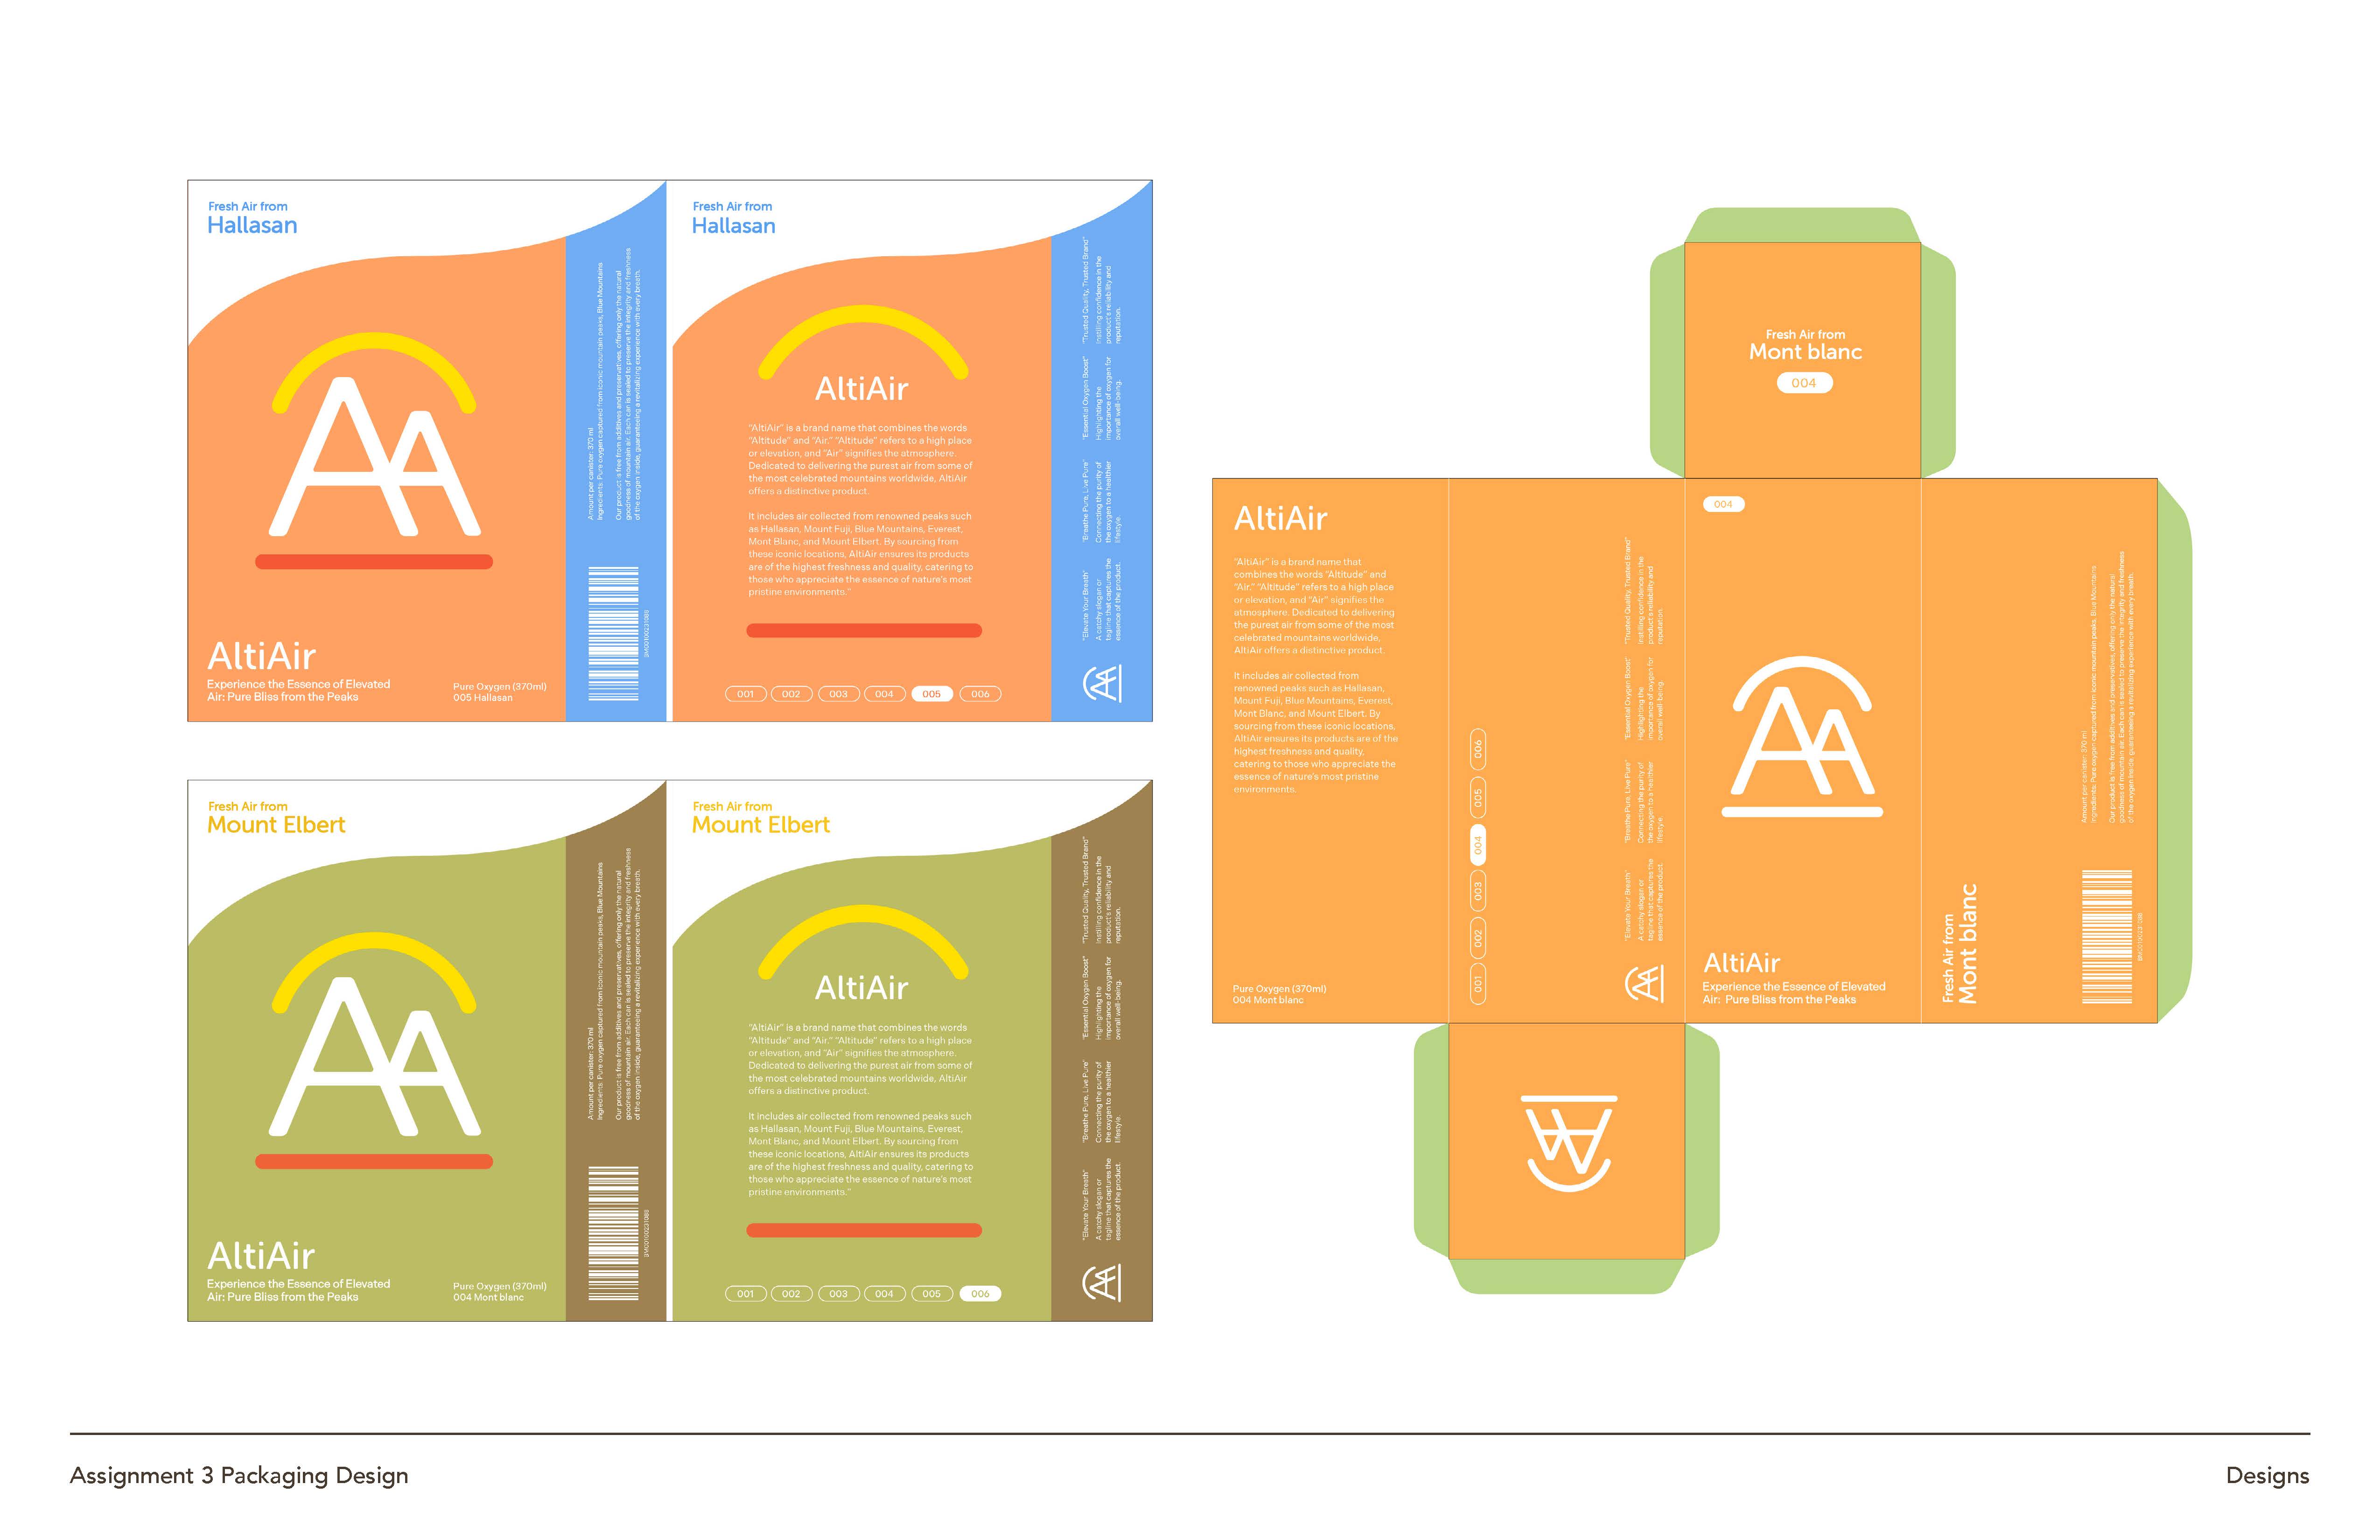 Fresh Air from
Hallasan
AltiAir
Experience the Essence of Elevated
Air: Pure Bliss from the Peaks
Pure Oxygen (370ml)
005 Hallasan
Amount per canister: 370 ml
Ingredients: Pure oxygen captured from iconic mountain peaks, Blue Mountains
Our product is free from additives and preservatives, offering only the natural
goodness of mountain air. Each can is sealed to preserve the integrity and freshness
of the oxygen inside, guaranteeing a revitalizing experience with every breath.
Fresh Air from
Hallasan
AltiAir
"AltiAir" is a brand name that combines the words
"Altitude" and "Air." "Altitude" refers to a high place
or elevation, and "Air" signifies the atmosphere.
Dedicated to delivering the purest air from some of
the most celebrated mountains worldwide, AltiAir
offers a distinctive product.
It includes air collected from renowned peaks such
as Hallasan, Mount Fuji, Blue Mountains, Everest,
Mont Blanc, and Mount Elbert. By sourcing from
these iconic locations, AltiAir ensures its products
are of the highest freshness and quality, catering to
those who appreciate the essence of nature's most
pristine environments."
001 002 003 004 005 006
"Elevate Your Breath"
A catchy slogan or
tagline that captures the
essence of the product.
"Breathe Pure, Live Pure"
Connecting the purity of
the oxygen to a healthier
lifestyle.
"Essential Oxygen Boost"
Highlighting the
importance of oxygen for
overall well-being.
"Trusted Quality, Trusted Brand"
Instilling confidence in the
product's reliability and
reputation.
Fresh Air from
Mount Elbert
AltiAir
Experience the Essence of Elevated
Air: Pure Bliss from the Peaks
Pure Oxygen (370ml)
004 Mont blanc
Amount per canister: 370 ml
Ingredients: Pure oxygen captured from iconic mountain peaks, Blue Mountains
Our product is free from additives and preservatives, offering only the natural
goodness of mountain air. Each can is sealed to preserve the integrity and freshness
of the oxygen inside, guaranteeing a revitalizing experience with every breath.
Fresh Air from
Mount Elbert
AltiAir
"AltiAir" is a brand name that combines the words
"Altitude" and "Air." "Altitude" refers to a high place
or elevation, and "Air" signifies the atmosphere.
Dedicated to delivering the purest air from some of
the most celebrated mountains worldwide, AltiAir
offers a distinctive product.
It includes air collected from renowned peaks such
as Hallasan, Mount Fuji, Blue Mountains, Everest,
Mont Blanc, and Mount Elbert. By sourcing from
these iconic locations, AltiAir ensures its products
are of the highest freshness and quality, catering to
those who appreciate the essence of nature's most
pristine environments."
001 002 003 004 005 006
"Elevate Your Breath"
A catchy slogan or
tagline that captures the
essence of the product.
"Breathe Pure, Live Pure"
Connecting the purity of
the oxygen to a healthier
lifestyle.
"Essential Oxygen Boost"
Highlighting the
importance of oxygen for
overall well-being.
"Trusted Quality, Trusted Brand"
Instilling confidence in the
product's reliability and
reputation.
Fresh Air from
Mont blanc
004
AltiAir
"AltiAir" is a brand name that
combines the words "Altitude" and
"Air." "Altitude" refers to a high place
or elevation, and "Air" signifies the
atmosphere. Dedicated to delivering
the purest air from some of the most
celebrated mountains worldwide,
AltiAir offers a distinctive product.
It includes air collected from
renowned peaks such as Hallasan,
Mount Fuji, Blue Mountains, Everest,
Mont Blanc, and Mount Elbert. By
sourcing from these iconic locations,
AltiAir ensures its products are of the
highest freshness and quality,
catering to those who appreciate the
essence of nature's most pristine
environments.
Pure Oxygen (370ml)
004 Mont blanc
001 002 003 004 005 006
"Elevate Your Breath"
A catchy slogan or
tagline that captures the
essence of the product.
"Breathe Pure, Live Pure"
Connecting the purity of
the oxygen to a healthier
lifestyle.
"Essential Oxygen Boost"
Highlighting the
importance of oxygen for
overall well-being.
"Trusted Quality, Trusted Brand"
Instilling confidence in the
product's reliability and
reputation.
004
AltiAir
Experience the Essence of Elevated
Air: Pure Bliss from the Peaks
Fresh Air from
Mont blanc
Amount per canister: 370 ml
Ingredients: Pure oxygen captured from iconic mountain peaks, Blue Mountains
Our product is free from additives and preservatives, offering only the natural
goodness of mountain air. Each can is sealed to preserve the integrity and freshness
of the oxygen inside, guaranteeing a revitalizing experience with every breath.
Assignment 3 Packaging Design
Designs